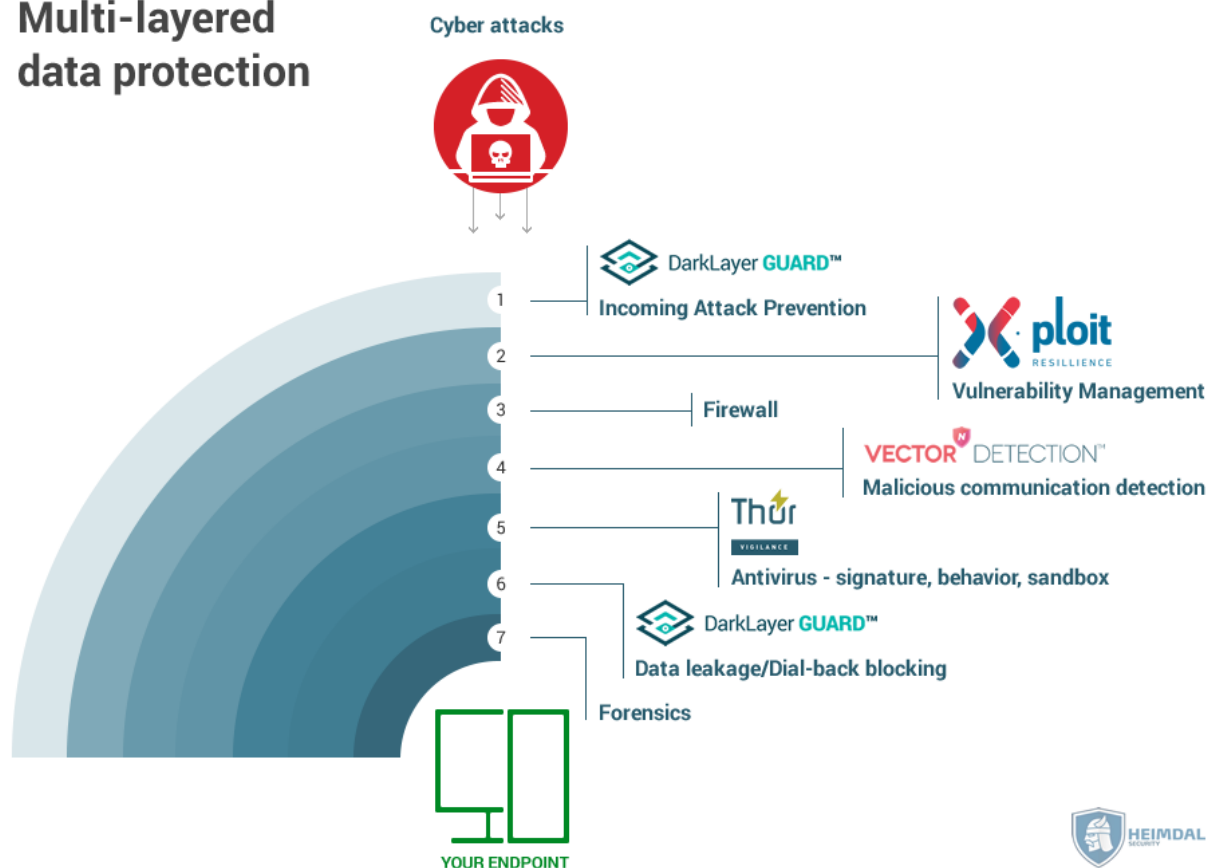 Multi-layered
data protection
Cyber attacks
1
DarkLayer GUARD™
Incoming Attack Prevention
2
Xploit
RESILLIENCE
Vulnerability Management
3
Firewall
4
VECTOR N DETECTION™
Malicious communication detection
5
Thor
VIGILANCE
Antivirus - signature, behavior, sandbox
6
DarkLayer GUARD™
Data leakage/Dial-back blocking
7
Forensics
YOUR ENDPOINT
HEIMDAL
SECURITY